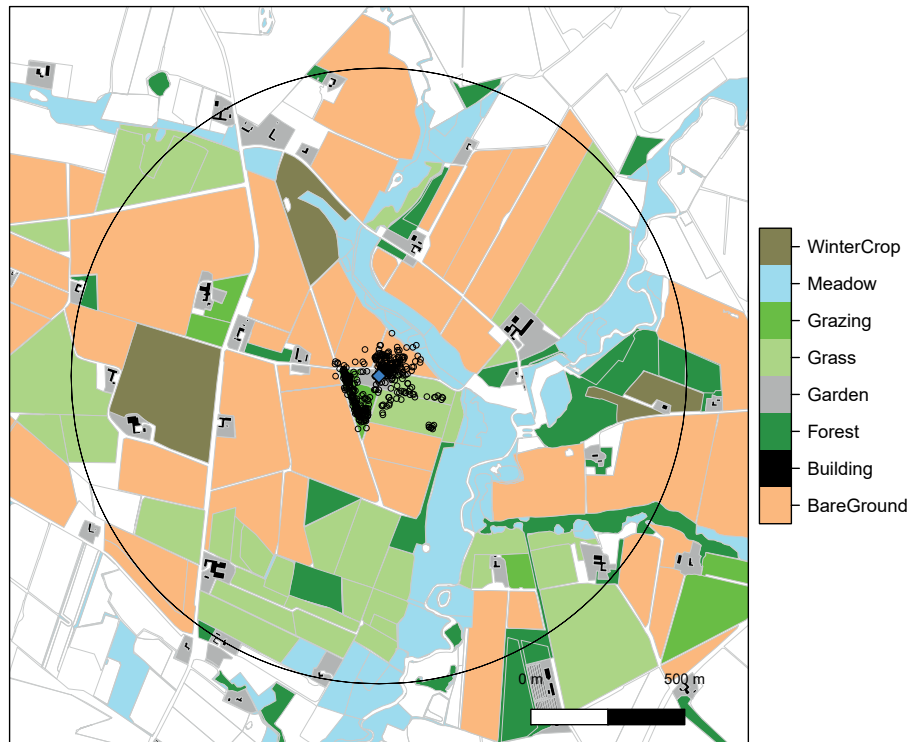 WinterCrop
Meadow
Grazing
Grass
Garden
Forest
Building
BareGround
0 m 500 m